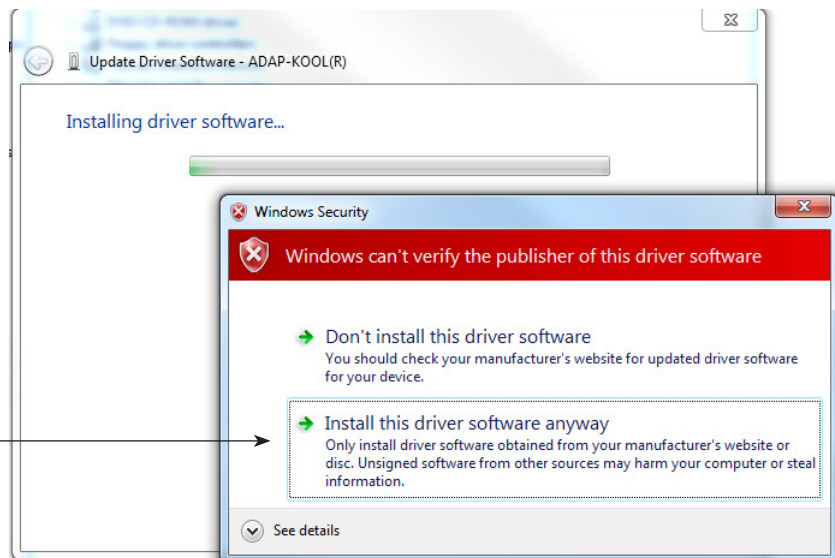 Update Driver Software - ADAP-KOOL(R)
Installing driver software...
Windows Security
Windows can't verify the publisher of this driver software
Don't install this driver software
You should check your manufacturer's website for updated driver software
for your device.
Install this driver software anyway
Only install driver software obtained from your manufacturer's website or
disc. Unsigned software from other sources may harm your computer or steal
information.
See details